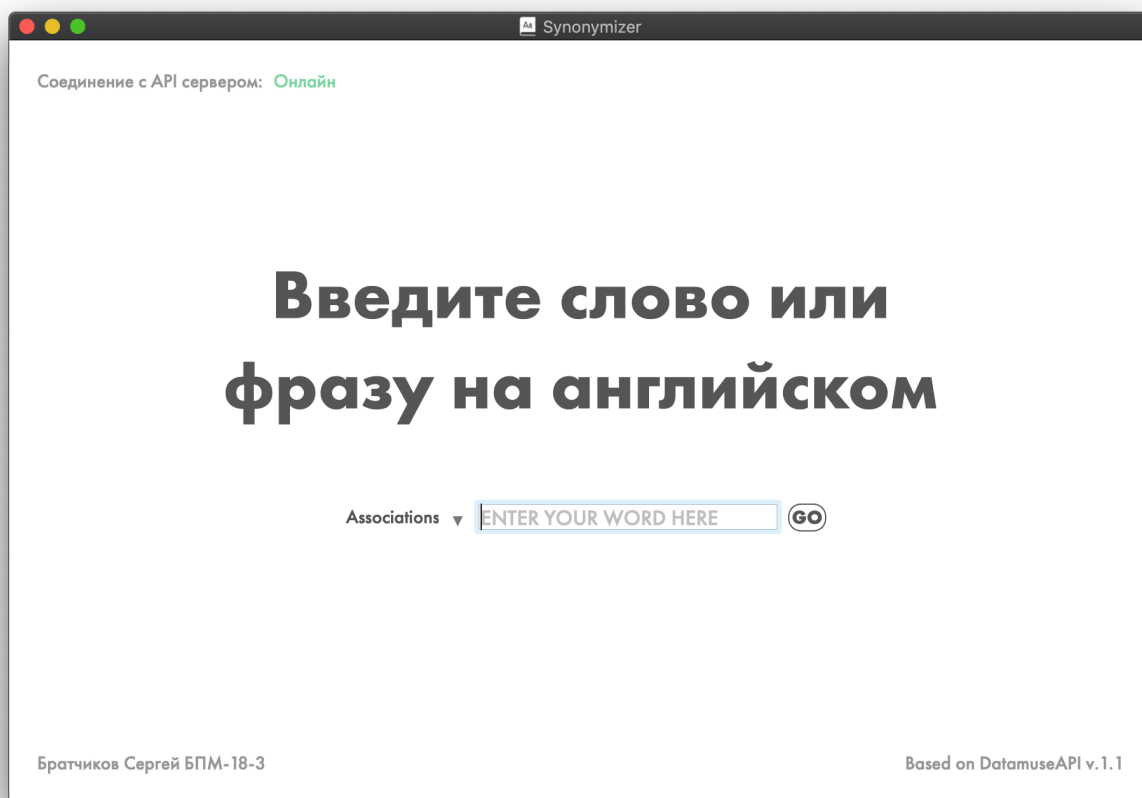 Synonymizer
Соединение с API сервером: Онлайн
Введите слово или
фразу на английском
Associations ▼ ENTER YOUR WORD HERE GO
Братчиков Сергей БПМ-18-3
Based on DatamuseAPI v.1.1